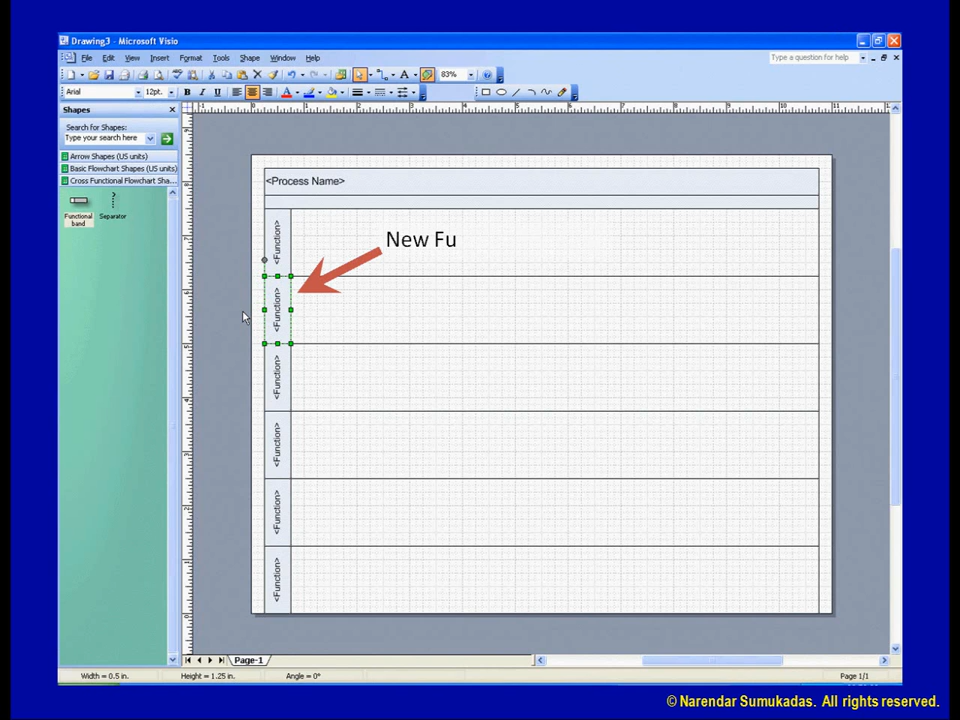 Drawing3 - Microsoft Visio
File Edit View Insert Format Tools Shape Window Help
Type a question for help
83%
Arial 12pt.
Shapes
Search for Shapes:
Type your search here
Arrow Shapes (US units)
Basic Flowchart Shapes (US units)
Cross Functional Flowchart Sha...
Functional band
Separator
<Process Name>
<Function>
New Fu
<Function>
<Function>
<Function>
<Function>
<Function>
Page-1
Width = 0.5 in. Height = 1.25 in. Angle = 0° Page 1/1
© Narendar Sumukadas. All rights reserved.